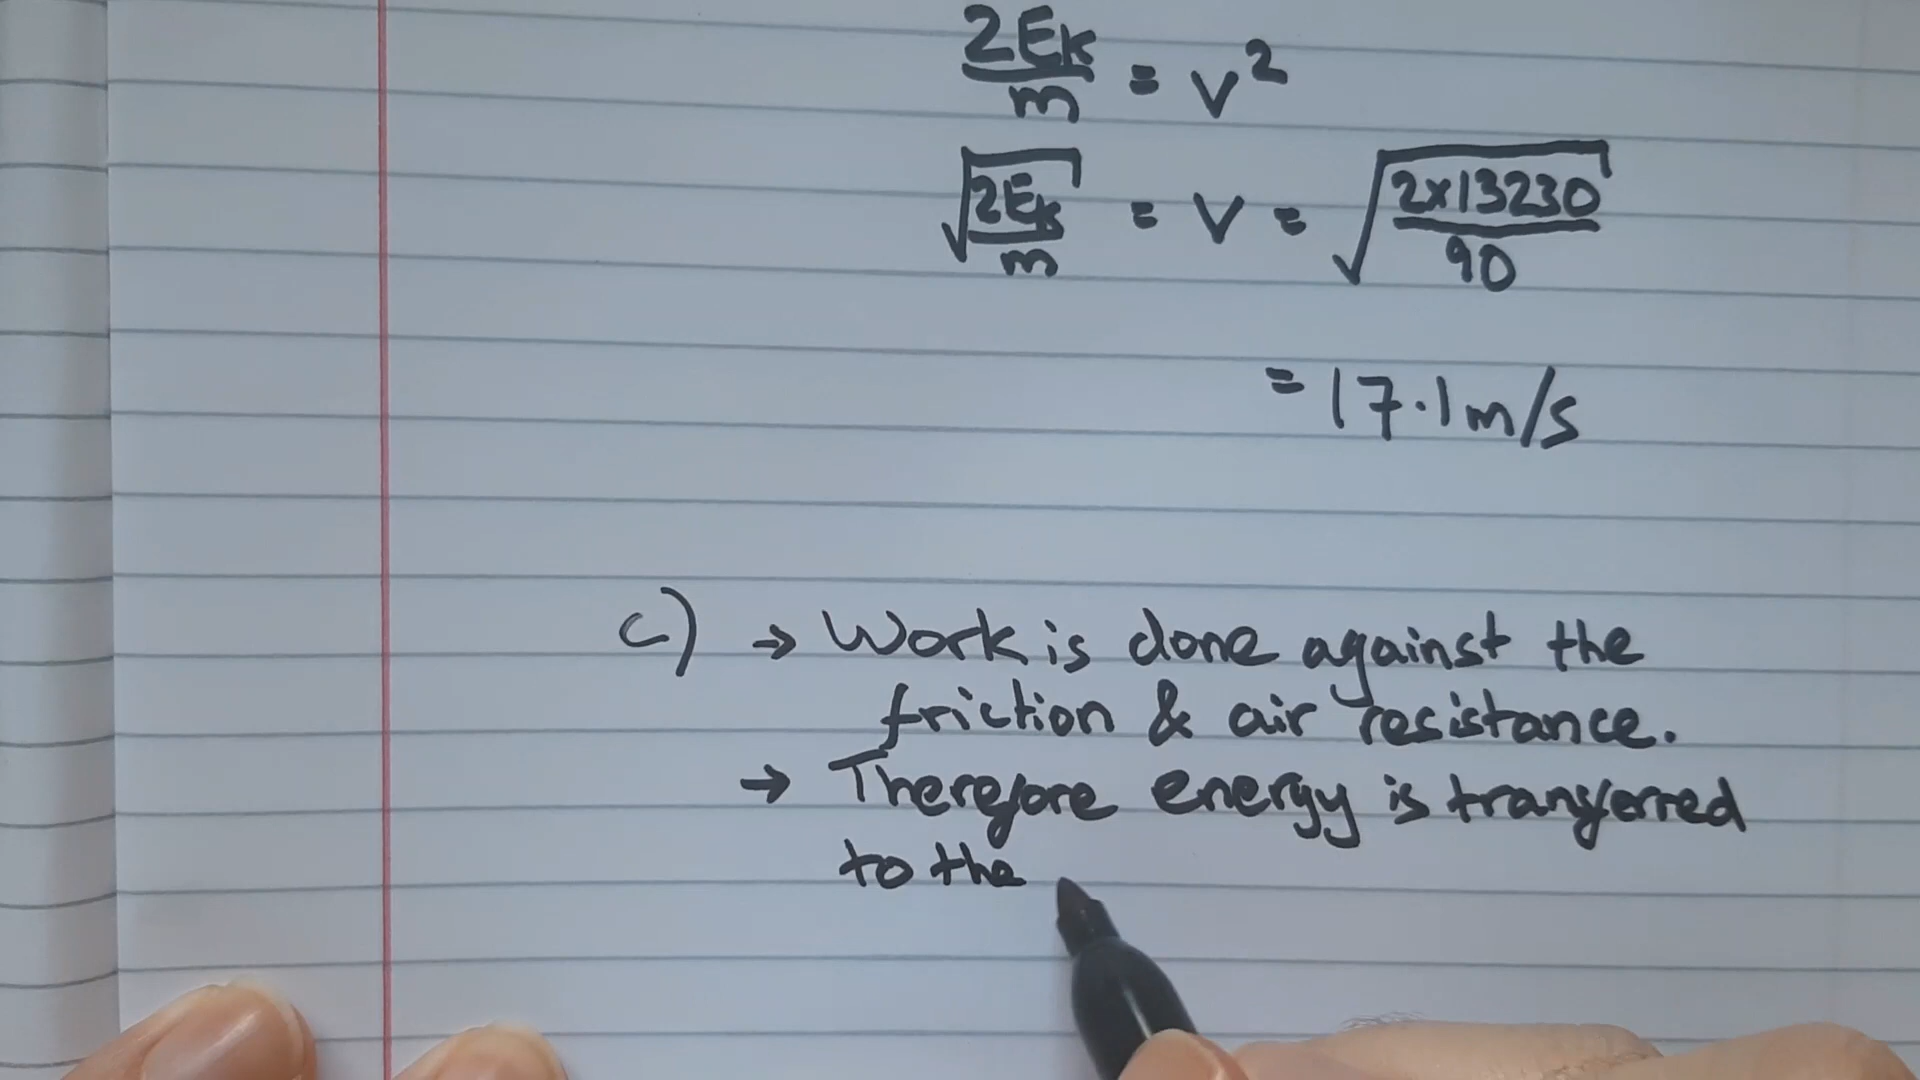 2Ek/m = v²
√(2Ek/m) = v = √(2x13230/90)
= 17.1m/s
c) → Work is done against the
friction & air resistance.
→ Therefore energy is transferred
to the